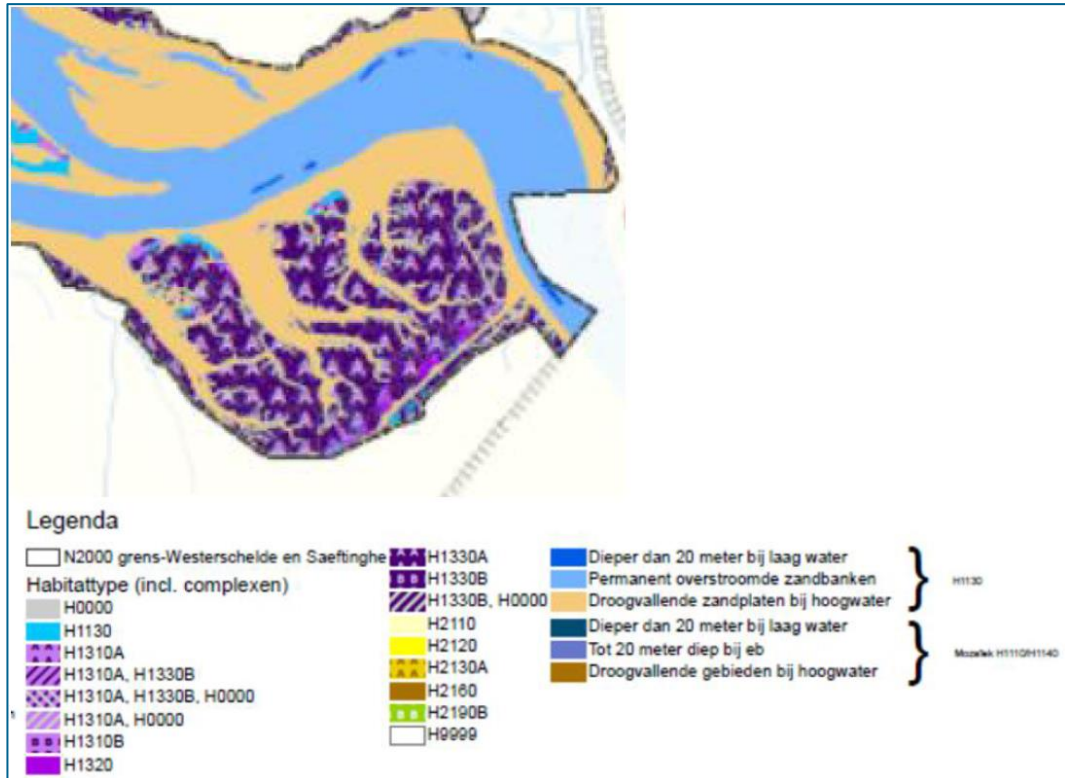 Legenda
N2000 grens-Westerschelde en Saeftinghe
Habitattype (incl. complexen)
H0000
H1130
H1310A
H1310A, H1330B
H1310A, H1330B, H0000
H1310A, H0000
H1310B
H1320
H1330A
H1330B
H1330B, H0000
H2110
H2120
H2130A
H2160
H2190B
H9999
Dieper dan 20 meter bij laag water
Permanent overstroomde zandbanken
Droogvallende zandplaten bij hoogwater
H1130
Dieper dan 20 meter bij laag water
Tot 20 meter diep bij eb
Droogvallende gebieden bij hoogwater
Mozaïek H1110/H1140